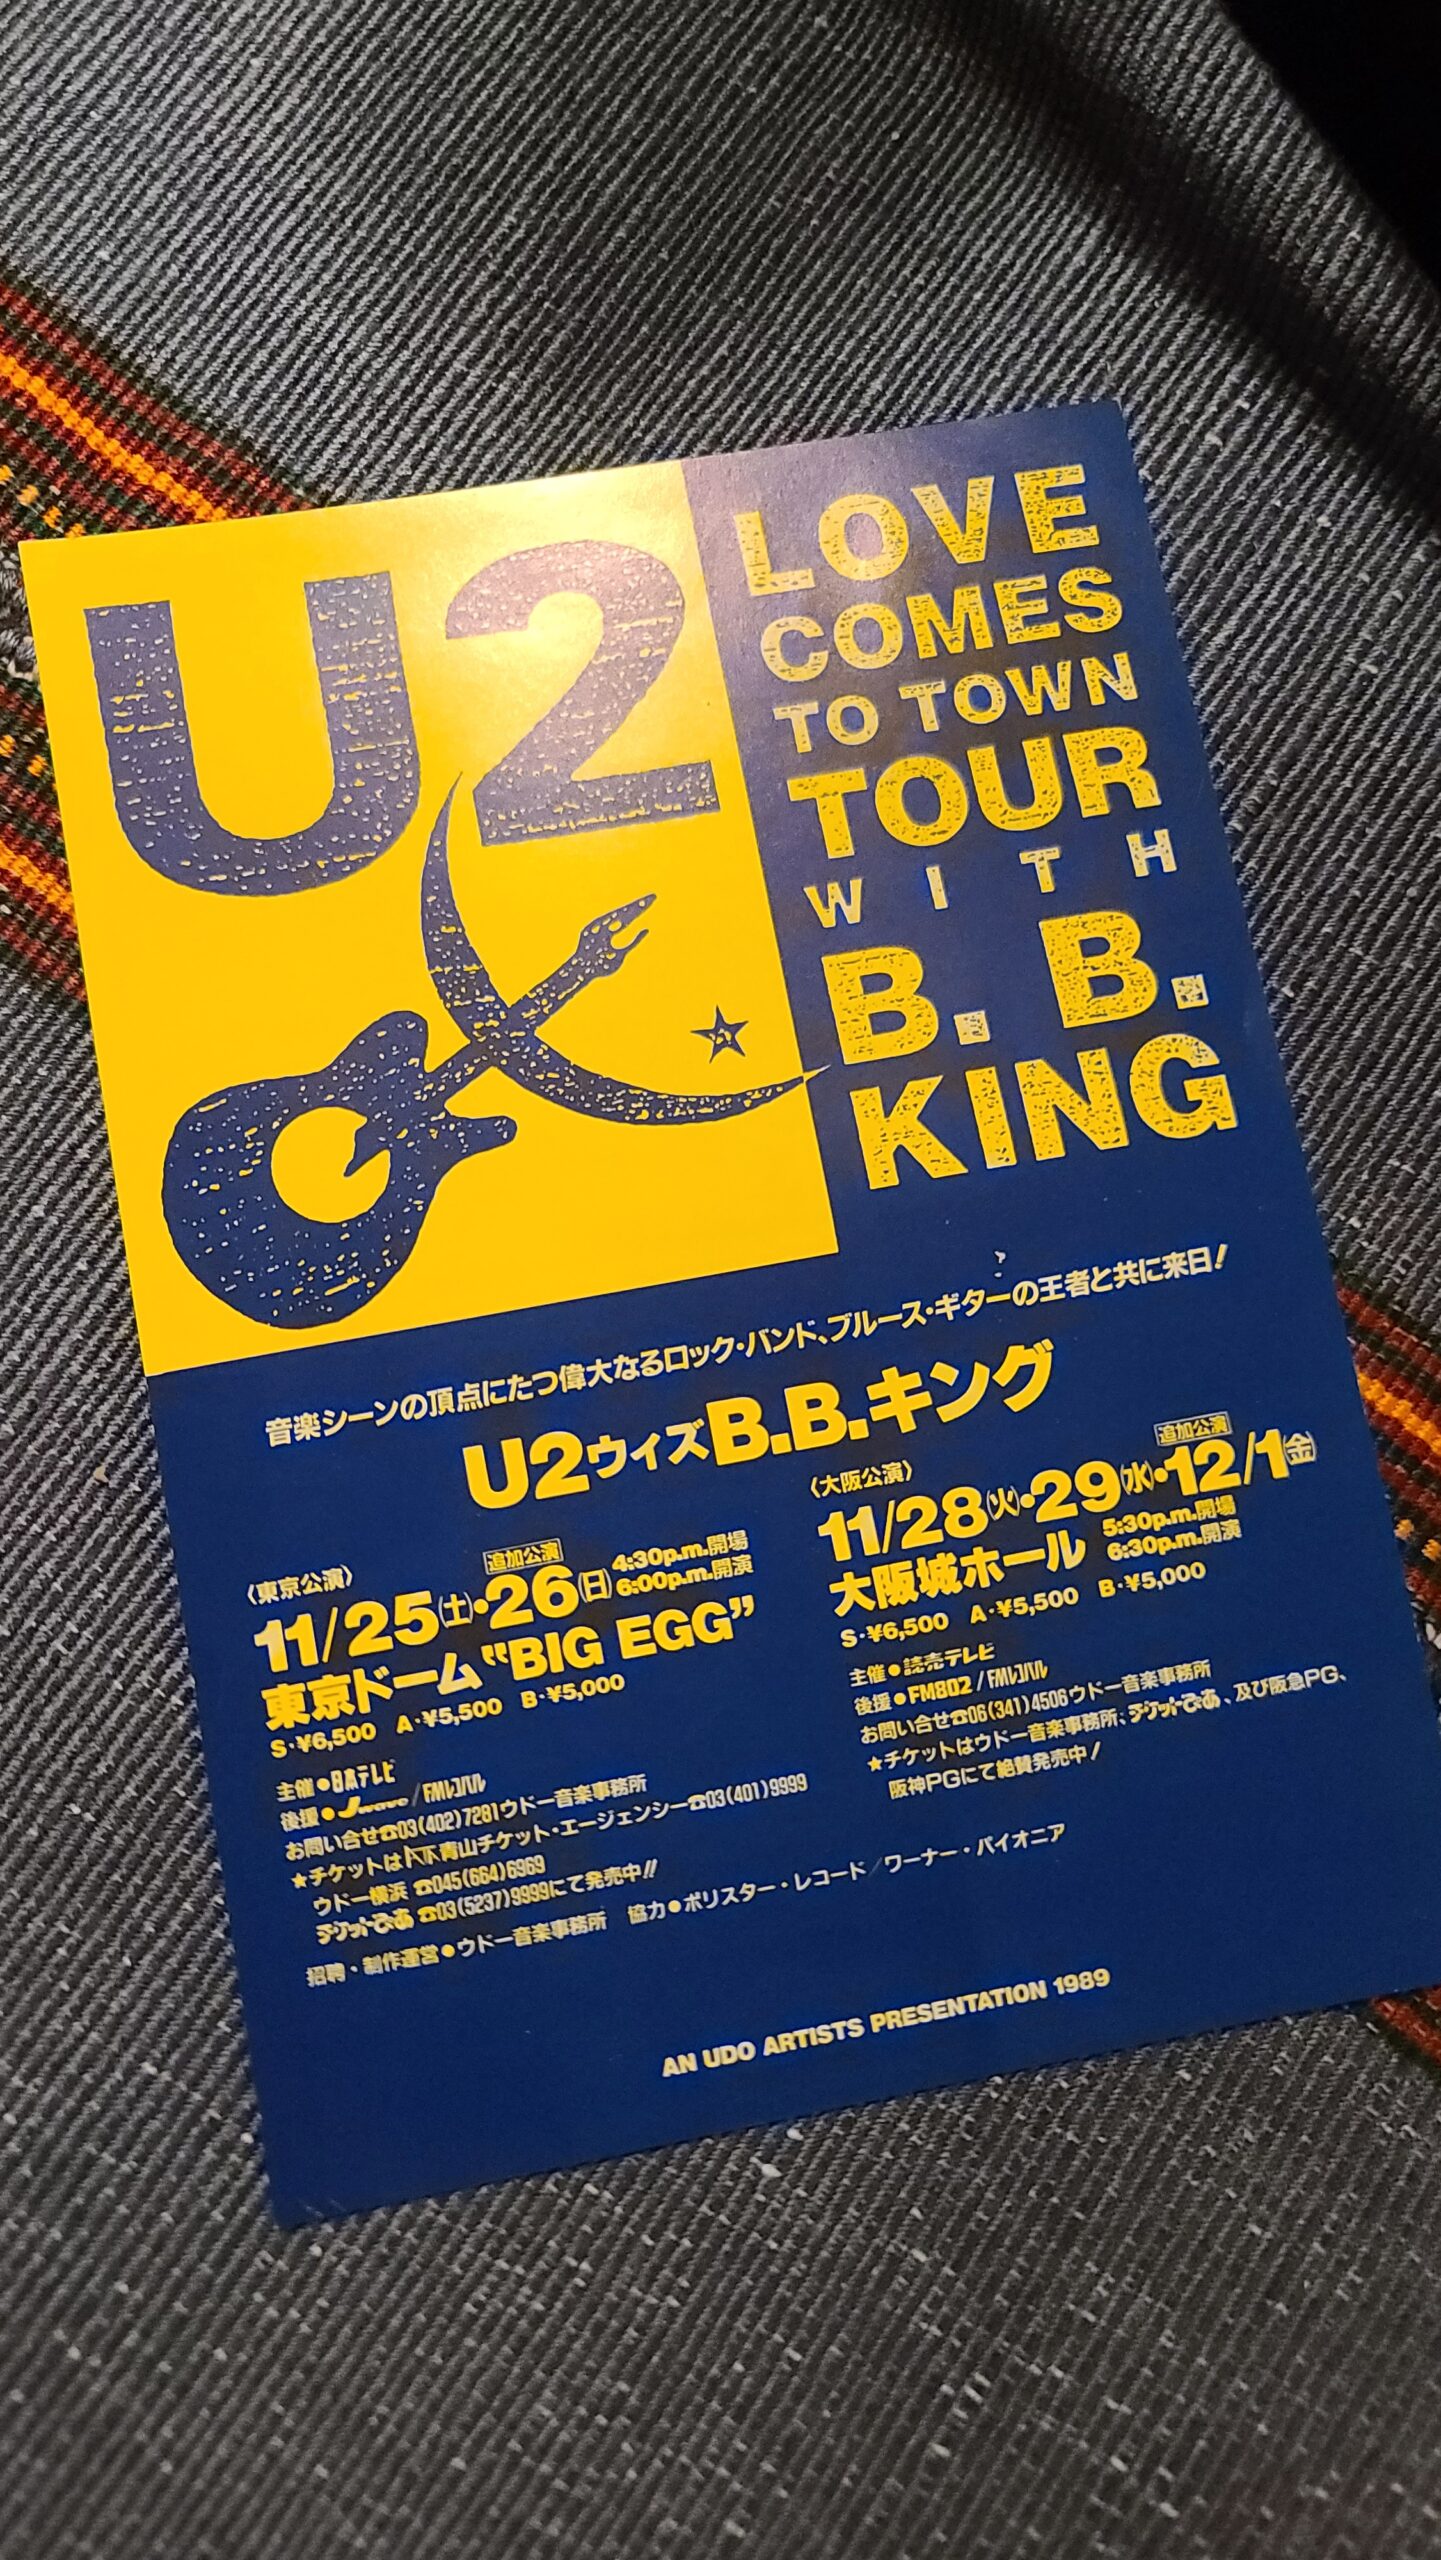 U2
LOVE
COMES
TO TOWN
TOUR
WITH
B. B.
KING
音楽シーンの頂点にたつ偉大なるロック・バンド、ブルース・ギターの王者と共に来日!
U2ウィズB.B.キング
〈東京公演〉
追加公演
11/25(土)・26(日)
4:30p.m.開場
6:00p.m.開演
東京ドーム“BIG EGG”
S・¥6,500 A・¥5,500 B・¥5,000
主催●日本テレビ
後援●J-wave/FMレコパル
お問い合せ☎03(402)7281ウドー音楽事務所
★チケットは 青山チケット・エージェンシー☎03(401)9999
ウドー横浜 ☎045(664)6969
チケットぴあ ☎03(5237)9999にて発売中!!
〈大阪公演〉
追加公演
11/28(火)・29(水)・12/1(金)
大阪城ホール
5:30p.m.開場
6:30p.m.開演
S・¥6,500 A・¥5,500 B・¥5,000
主催●読売テレビ
後援●FM802/FMレコパル
お問い合せ☎06(341)4506ウドー音楽事務所
★チケットはウドー音楽事務所、チケットぴあ、及び阪急PG、
阪神PGにて絶賛発売中!
招聘・制作運営●ウドー音楽事務所 協力●ポリスター・レコード/ワーナー・パイオニア
AN UDO ARTISTS PRESENTATION 1989